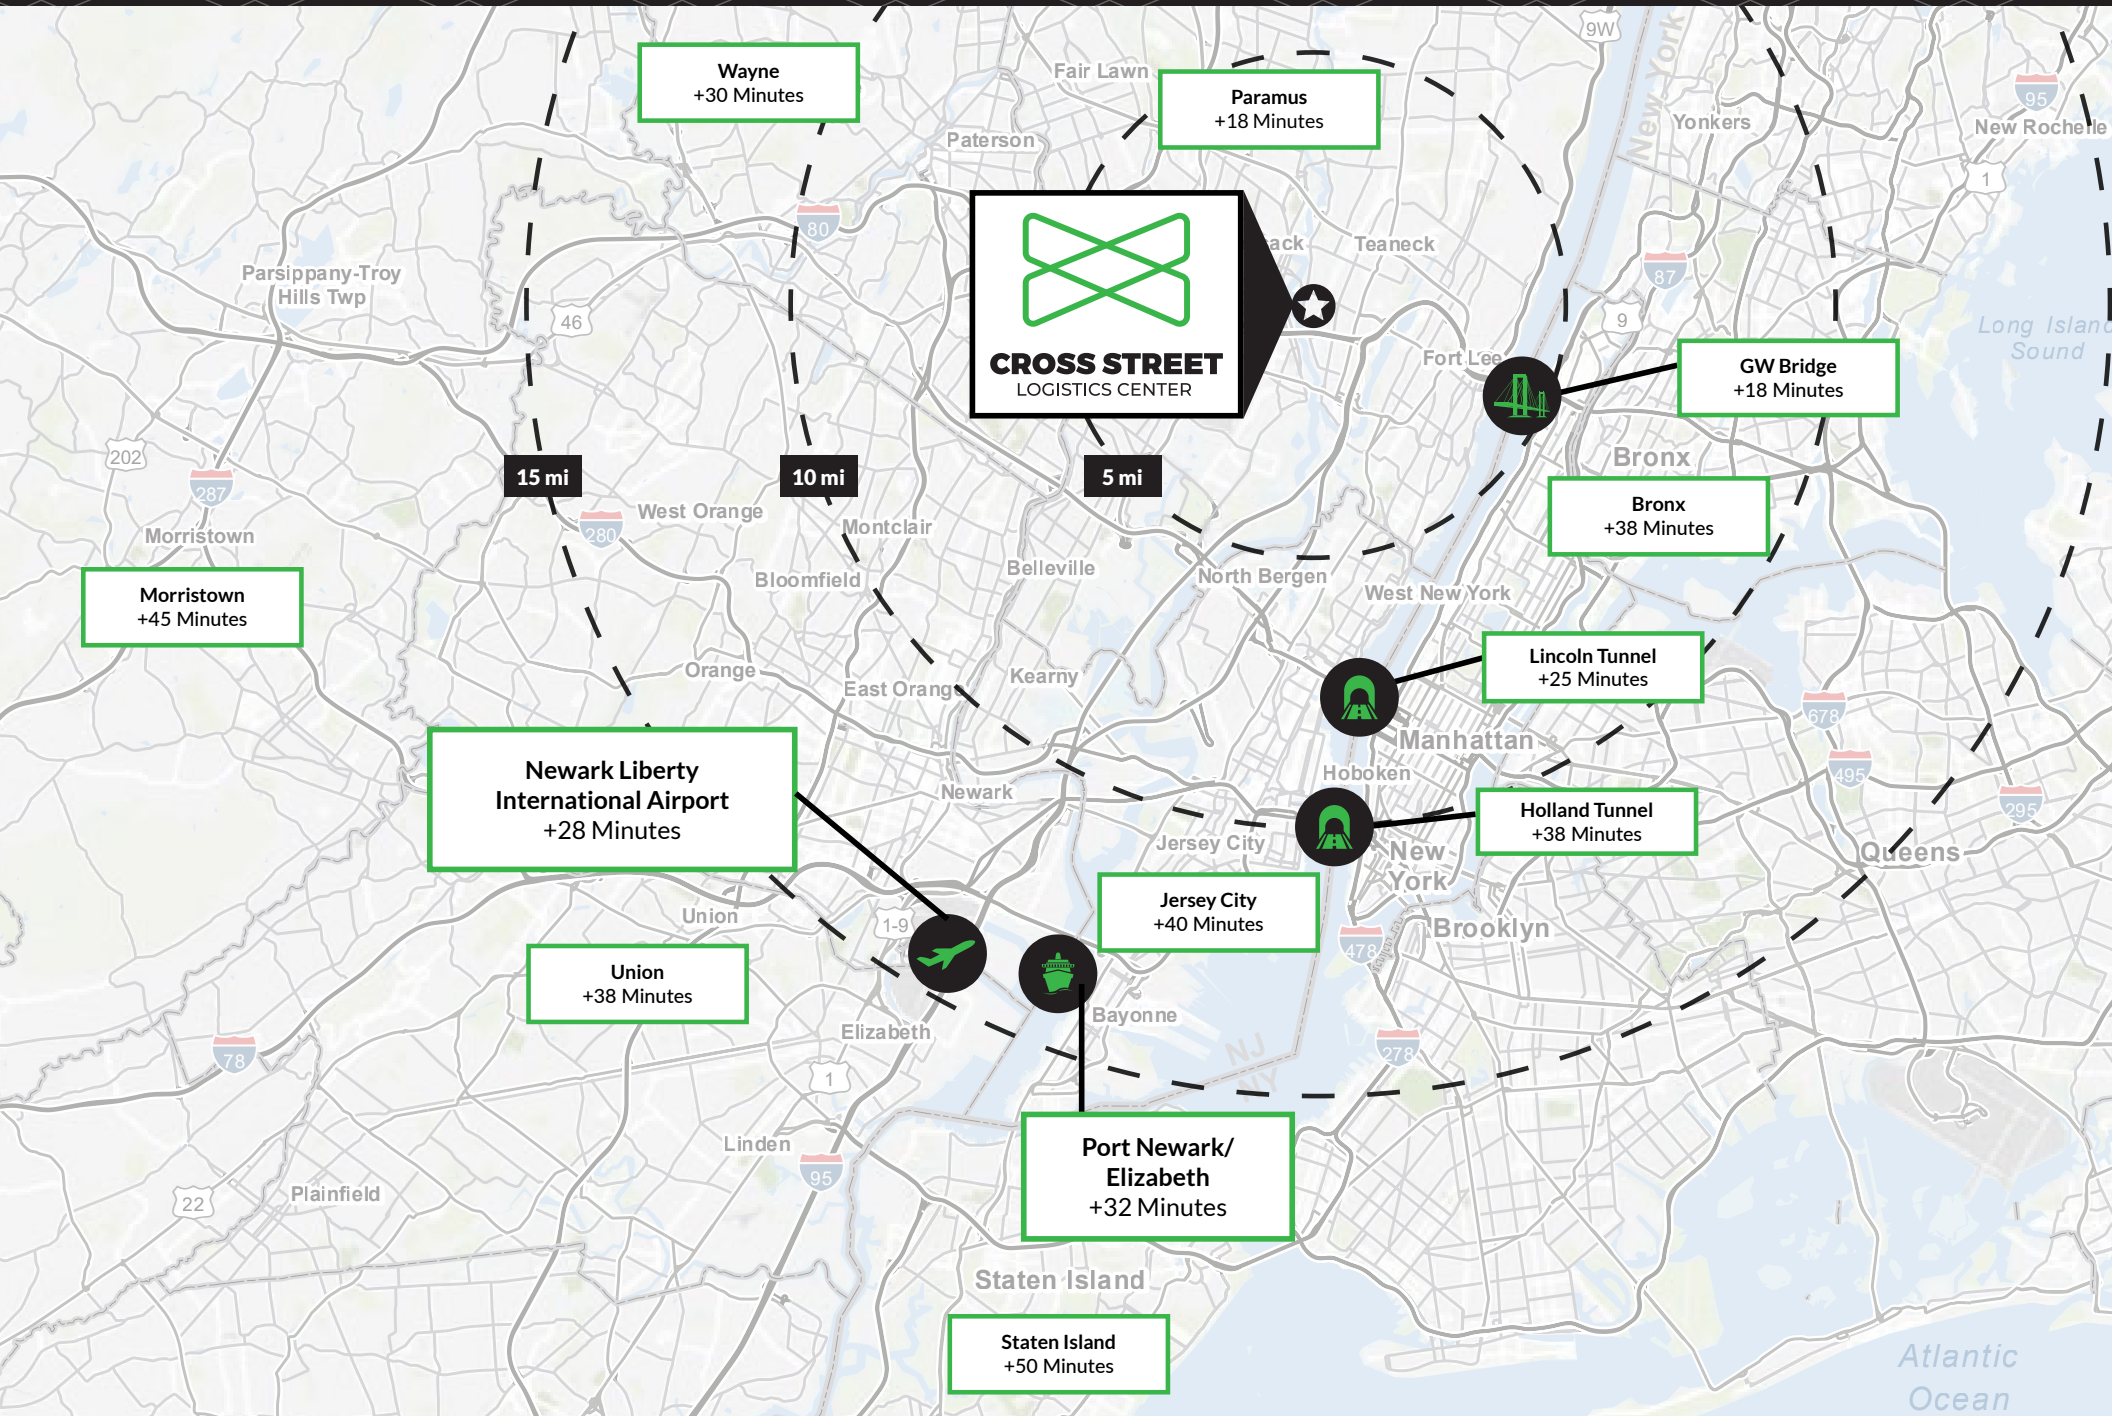 9W
New York
Wayne
+30 Minutes
Fair Lawn
Paramus
+18 Minutes
95
Yonkers
New Rochelle
Paterson
1
80
sack
Teaneck
Parsippany-Troy
Hills Twp
87
46
9
Long Island
Sound
CROSS STREET
LOGISTICS CENTER
Fort Lee
GW Bridge
+18 Minutes
202
Bronx
15 mi
10 mi
5 mi
287
Bronx
+38 Minutes
West Orange
280
Montclair
Morristown
Belleville
Bloomfield
North Bergen
West New York
Morristown
+45 Minutes
Lincoln Tunnel
+25 Minutes
Orange
East Orange
Kearny
678
Manhattan
Newark Liberty
International Airport
+28 Minutes
Hoboken
495
Newark
295
Holland Tunnel
+38 Minutes
Jersey City
New
York
Queens
Jersey City
+40 Minutes
Union
1-9
Brooklyn
478
Union
+38 Minutes
Bayonne
Elizabeth
NJ
NY
278
78
1
Linden
Port Newark/
Elizabeth
+32 Minutes
95
22
Plainfield
Staten Island
Staten Island
+50 Minutes
Atlantic
Ocean